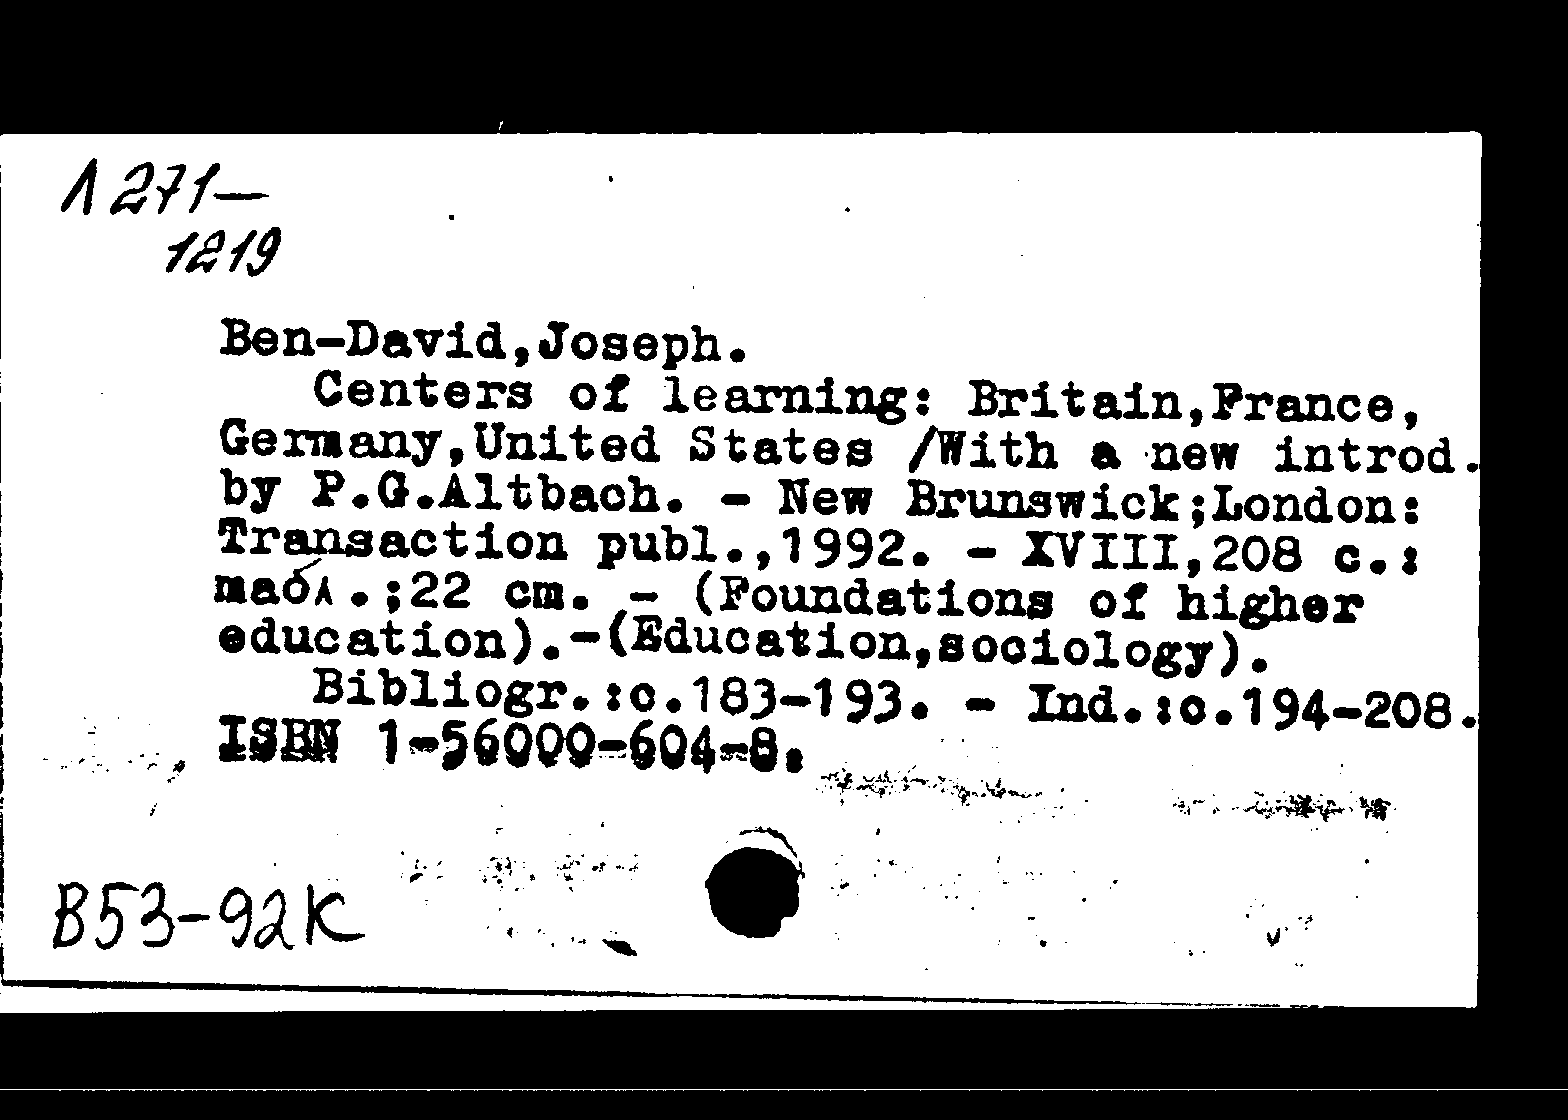 Л 271—
1219
Ben-David,Joseph.
Centers of learning: Britain,France,
Germany,United States /With a new introd.
by P.G.Altbach. - New Brunswick;London:
Transaction publ.,1992. - XVIII,208 c.:
табл.;22 cm. - (Foundations of higher
education).-(Education,sociology).
Bibliogr.:c.183-193. - Ind.:c.194-208.
ISBN 1-56000-604-8.
B53-92K